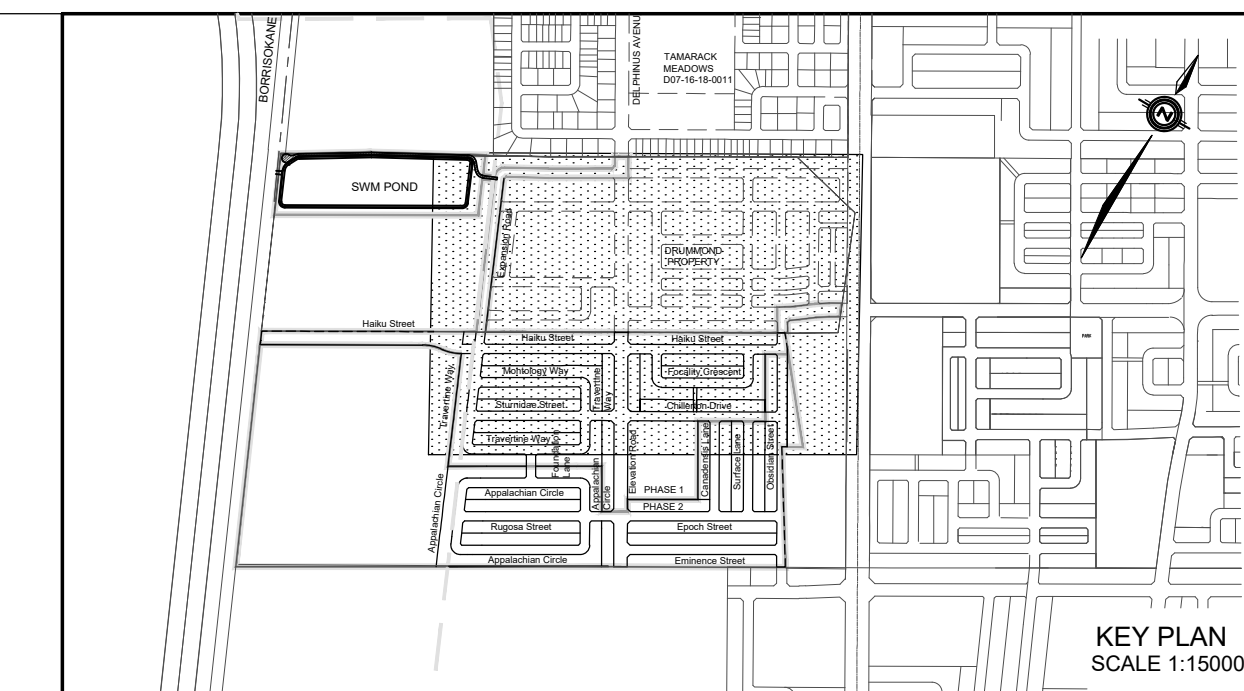 BORRISOKANE
DELPHINUS AVENU
TAMARACK
MEADOWS
D07-16-18-0011
N
SWM POND
Expansion Road
DRUMMOND
PROPERTY
Haiku Street
Haiku Street
Haiku Street
PARK
Travertine Way
Montology Way
Travertine
Way
Focality Crescent
Sturnidae Street
Chillerton Drive
Travertine Way
Foundation
Lane
Appalachian
Circle
Elevation Road
Canadensis Lane
Surface Lane
Obsidian Street
Appalachian Circle
Appalachian Circle
PHASE 1
PHASE 2
Rugosa Street
Epoch Street
Appalachian Circle
Eminence Street
KEY PLAN
SCALE 1:15000